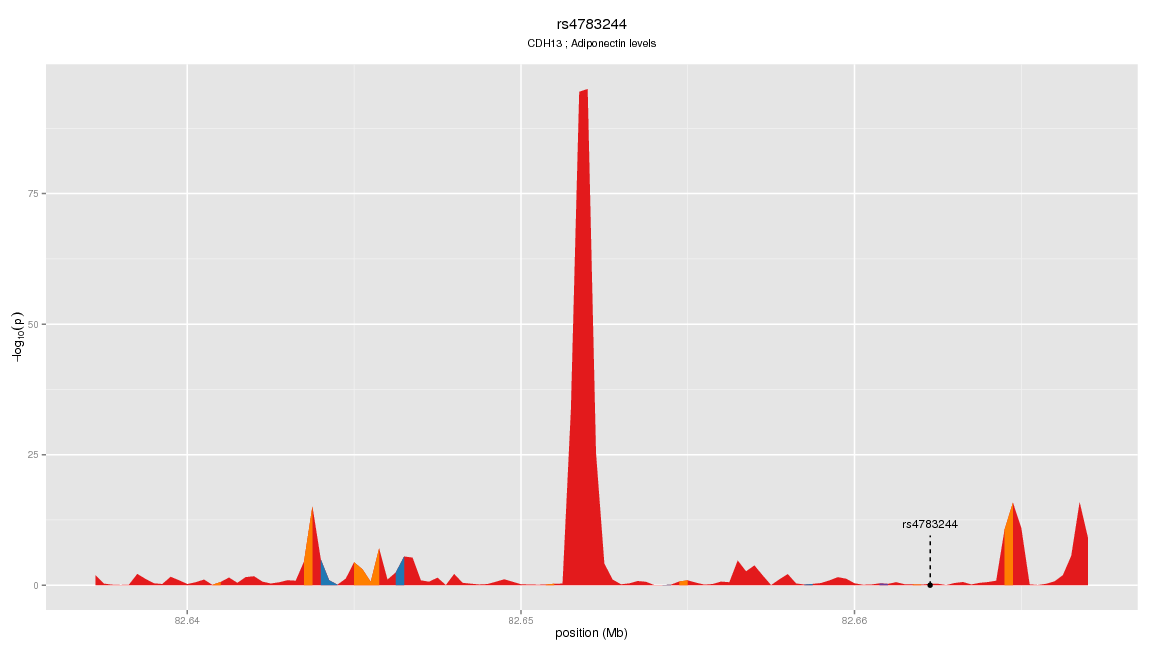 rs4783244
CDH13 ; Adiponectin levels
−log10(p)
75
50
25
0
rs4783244
82.64
82.65
82.66
position (Mb)